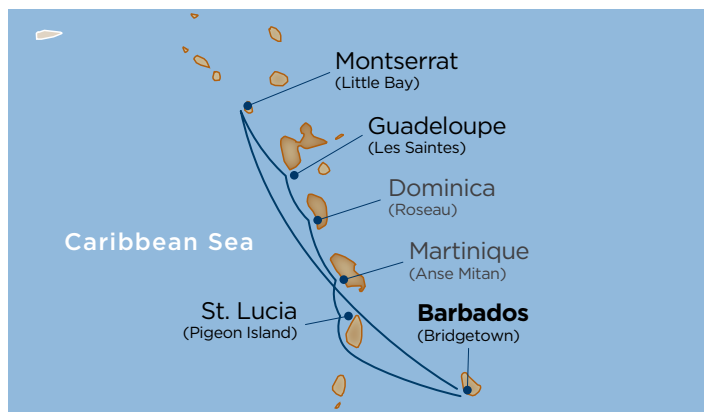 Montserrat
(Little Bay)
Guadeloupe
(Les Saintes)
Dominica
(Roseau)
Caribbean Sea
Martinique
(Anse Mitan)
St. Lucia
(Pigeon Island)
Barbados
(Bridgetown)